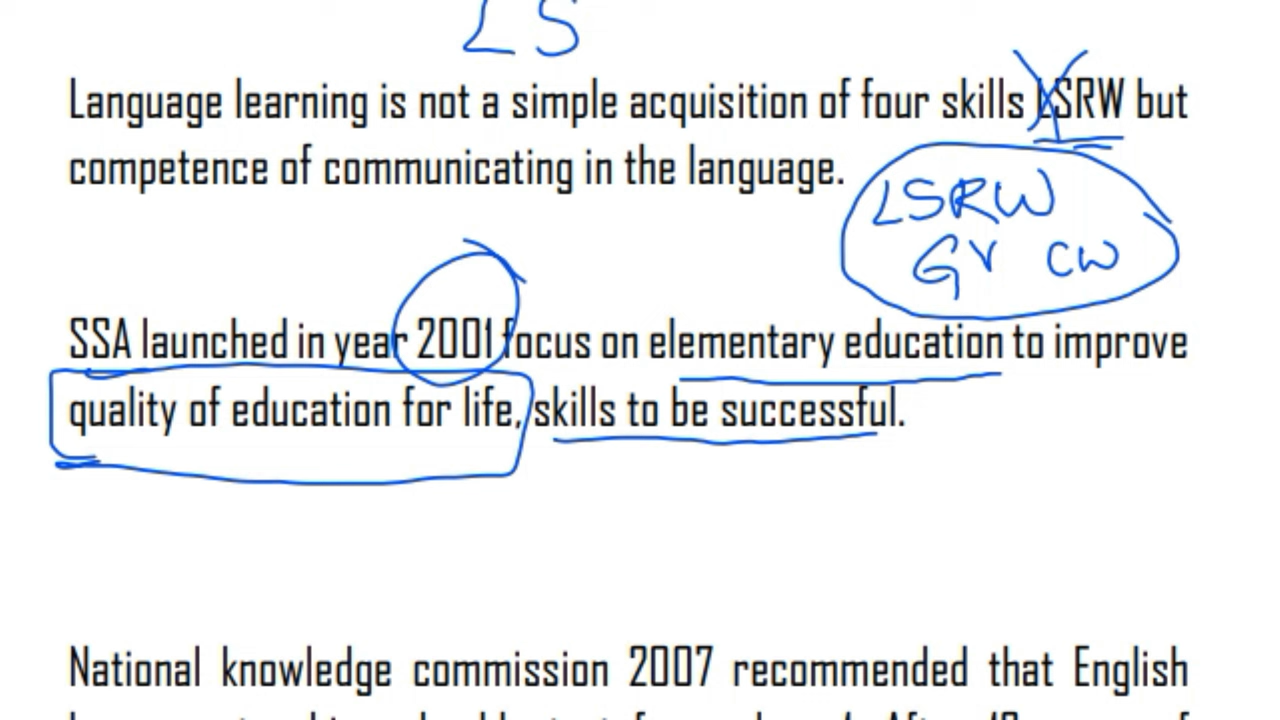 LS
Language learning is not a simple acquisition of four skills LSRW but
competence of communicating in the language.
LSRW
GV CW
SSA launched in year 2001 focus on elementary education to improve
quality of education for life, skills to be successful.
National knowledge commission 2007 recommended that English